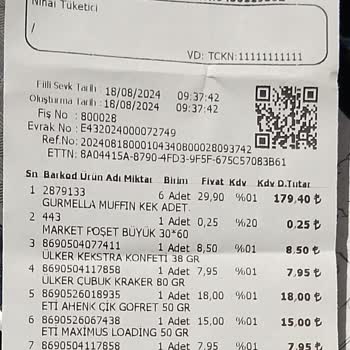 Nihai Tüketici
/
VD: TCKN:11111111111
Fiili Sevk Tarih : 18/08/2024 09:37:42
Oluşturma Tarih : 18/08/2024 09:37:42
Fiş No : 800028
Evrak No : E432024000072749
Ref.No: 20240818000104340800028093742
ETTN: 8A04415A-8790-4FD3-9F5F-675C57083B61
Sn Barkod Ürün Adı Miktar Birim Fiyat Kdv Kdv D.Tutar
1 2879133 6 Adet 29,90 %01 179,40 ₺
GURMELLA MUFFIN KEK ADET.
2 443 1 Adet 0,25 %20 0,25 ₺
MARKET POŞET BÜYÜK 30*60
3 8690504077411 1 Adet 8,50 %01 8,50 ₺
ÜLKER KEKSTRA KONFETİ 38 GR
4 8690504117858 1 Adet 7,95 %01 7,95 ₺
ÜLKER ÇUBUK KRAKER 80 GR
5 8690526018935 1 Adet 18,00 %01 18,00 ₺
ETİ AHENK ÇİK GOFRET 50 GR
6 8690526067438 1 Adet 15,00 %01 15,00 ₺
ETİ MAXIMUS LOADING 50 GR
7 8690504117858 1 Adet 7,95 %01 7,95 ₺